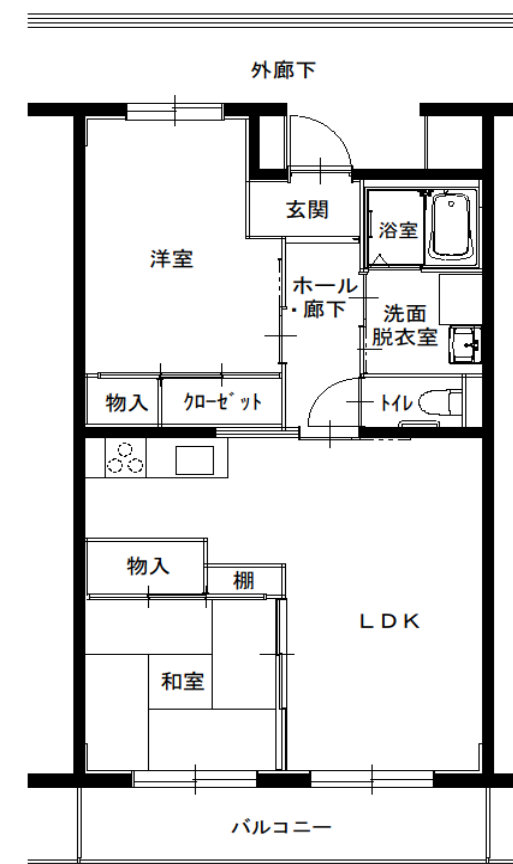 外廊下
玄関
浴室
洋室
ホール
・廊下
洗面
脱衣室
物入
ｸﾛｰｾﾞｯﾄ
ﾄｲﾚ
物入
棚
LDK
和室
バルコニー